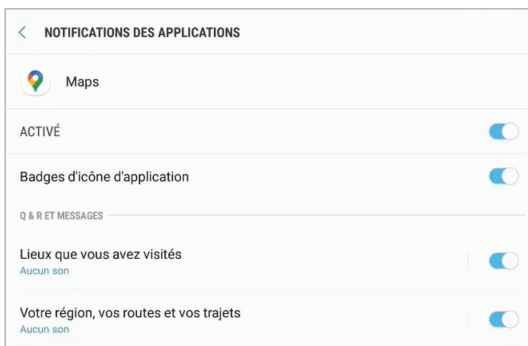 NOTIFICATIONS DES APPLICATIONS
Maps
ACTIVÉ
Badges d'icône d'application
Q & R ET MESSAGES
Lieux que vous avez visités
Aucun son
Votre région, vos routes et vos trajets
Aucun son